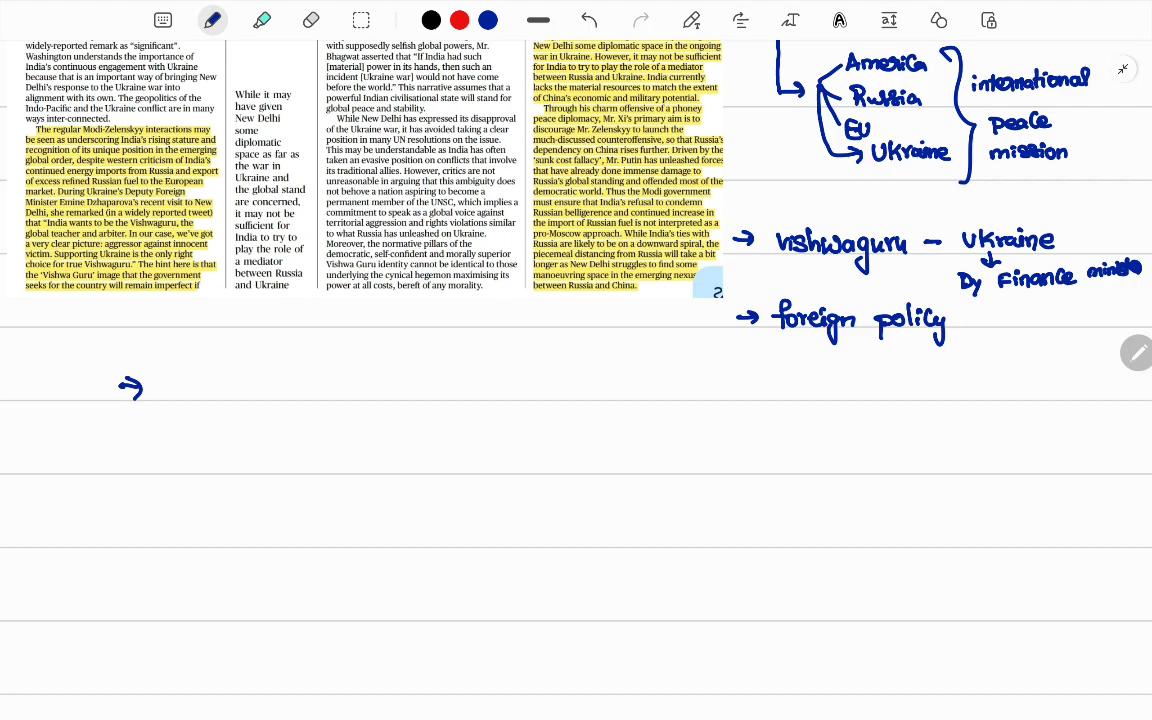 widely-reported remark as “significant”.
Washington understands the importance of
India’s continuous engagement with Ukraine
because that is an important way of bringing New
Delhi’s response to the Ukraine war into
alignment with its own. The geopolitics of the
Indo-Pacific and the Ukraine conflict are in many
ways inter-connected.
The regular Modi-Zelenskyy interactions may
be seen as underscoring India’s rising stature and
recognition of its unique position in the emerging
global order, despite western criticism of India’s
continued energy imports from Russia and export
of excess refined Russian fuel to the European
market. During Ukraine’s Deputy Foreign
Minister Emine Dzhaparova’s recent visit to New
Delhi, she remarked (in a widely reported tweet)
that “India wants to be the Vishwaguru, the
global teacher and arbiter. In our case, we’ve got
a very clear picture: aggressor against innocent
victim. Supporting Ukraine is the only right
choice for true Vishwaguru.” The hint here is that
the ‘Vishwa Guru’ image that the government
seeks for the country will remain imperfect if
While it may
have given
New Delhi
some
diplomatic
space as far as
the war in
Ukraine and
the global stand
are concerned,
it may not be
sufficient for
India to try to
play the role of
a mediator
between Russia
and Ukraine
with supposedly selfish global powers, Mr.
Bhagwat asserted that “If India had such
[material] power in its hands, then such an
incident [Ukraine war] would not have come
before the world.” This narrative assumes that a
powerful Indian civilisational state will stand for
global peace and stability.
While New Delhi has expressed its disapproval
of the Ukraine war, it has avoided taking a clear
position in many UN resolutions on the issue.
This may be understandable as India has often
taken an evasive position on conflicts that involve
its traditional allies. However, critics are not
unreasonable in arguing that this ambiguity does
not behove a nation aspiring to become a
permanent member of the UNSC, which implies a
commitment to speak as a global voice against
territorial aggression and rights violations similar
to what Russia has unleashed on Ukraine.
Moreover, the normative pillars of the
democratic, self-confident and morally superior
Vishwa Guru identity cannot be identical to those
underlying the cynical hegemon maximising its
power at all costs, bereft of any morality.
New Delhi some diplomatic space in the ongoing
war in Ukraine. However, it may not be sufficient
for India to try to play the role of a mediator
between Russia and Ukraine. India currently
lacks the material resources to match the extent
of China’s economic and military potential.
Through his charm offensive of a phoney
peace diplomacy, Mr. Xi’s primary aim is to
discourage Mr. Zelenskyy to launch the
much-discussed counteroffensive, so that Russia’s
dependency on China rises further. Driven by the
‘sunk cost fallacy’, Mr. Putin has unleashed forces
that have already done immense damage to
Russia’s global standing and offended most of the
democratic world. Thus the Modi government
must ensure that India’s refusal to condemn
Russian belligerence and continued increase in
the import of Russian fuel is not interpreted as a
pro-Moscow approach. While India’s ties with
Russia are likely to be on a downward spiral, the
piecemeal distancing from Russia will take a bit
longer as New Delhi struggles to find some
manoeuvring space in the emerging nexus
between Russia and China.
America
Russia
EU
Ukraine
international
peace
mission
→ vishwaguru – Ukraine
Dy Finance
→ foreign policy
→